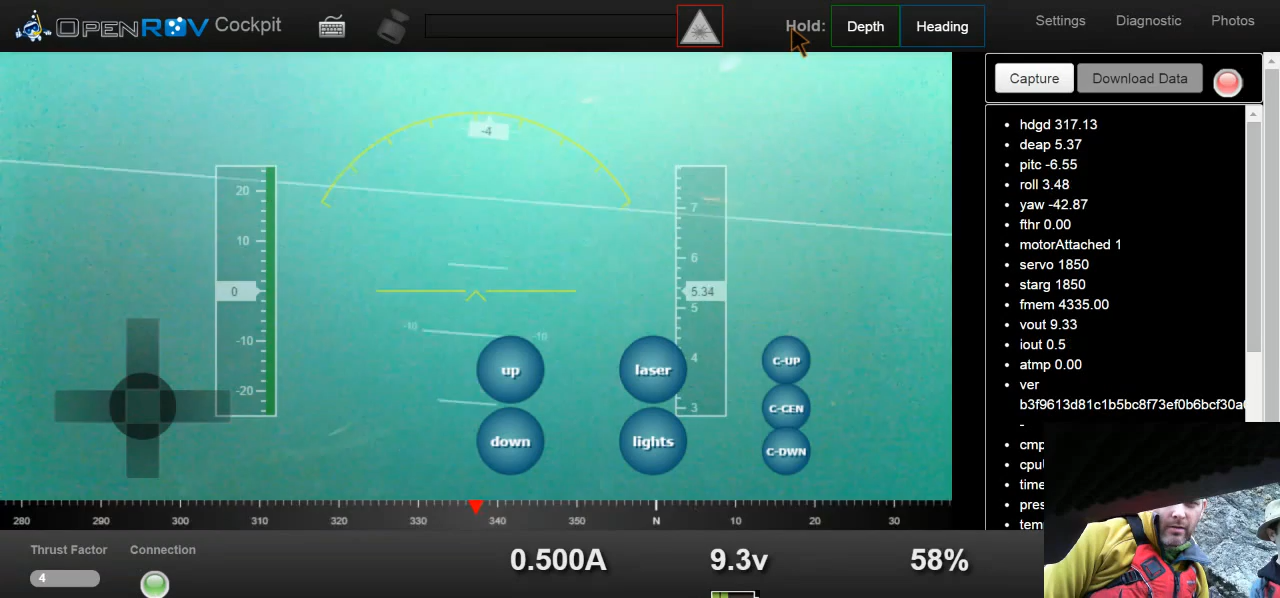 OPENROV Cockpit
Hold:
Depth
Heading
Settings
Diagnostic
Photos
Capture
Download Data
hdgd 317.13
deap 5.37
pitc -6.55
roll 3.48
yaw -42.87
fthr 0.00
motorAttached 1
servo 1850
starg 1850
fmem 4335.00
vout 9.33
iout 0.5
atmp 0.00
ver
-
cmp
time
-4
20
10
0
-10
-20
-10
-10
7
6
5.34
5
4
3
up
down
laser
lights
C-UP
C-CEN
C-DWN
280 290 300 310 320 330 340 350 N 10 20 30
Thrust Factor
4
Connection
0.500A
9.3v
58%